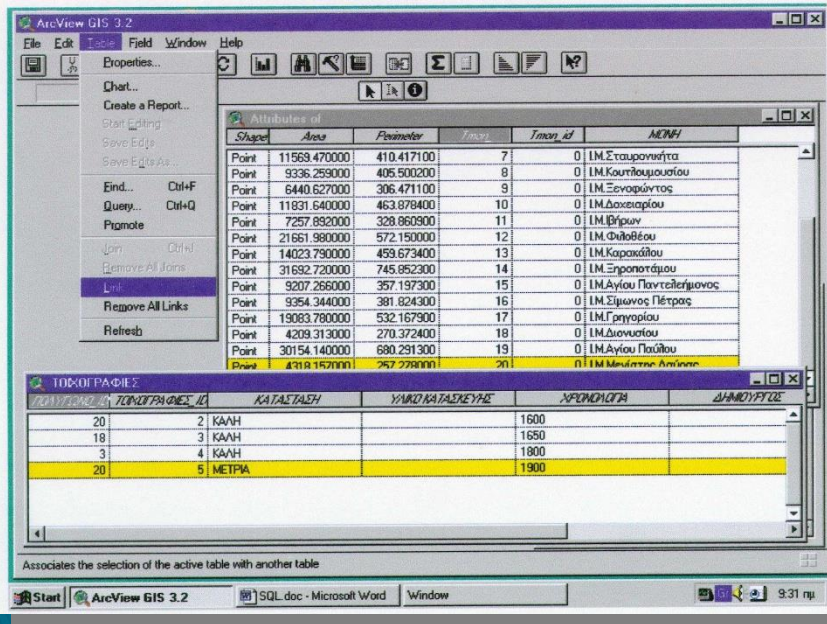 ArcView GIS 3.2
File Edit Table Field Window Help
Properties...
Chart...
Create a Report...
Start Editing
Save Edits
Save Edits As...
Find... Ctrl+F
Query... Ctrl+Q
Promote
Join Ctrl+J
Remove All Joins
Link
Remove All Links
Refresh
Attributes of
Shape Area Perimeter Tmon_ Tmon_id ΜΟΝΗ
Point 11569.470000 410.417100 7 0 Ι.Μ.Σταυρονικήτα
Point 9336.259000 405.500200 8 0 Ι.Μ.Κουτλουμουσίου
Point 6440.627000 306.471100 9 0 Ι.Μ.Ξενοφώντος
Point 11831.640000 463.878400 10 0 Ι.Μ.Δοχειαρίου
Point 7257.892000 328.860900 11 0 Ι.Μ.Ιβήρων
Point 21661.980000 572.150000 12 0 Ι.Μ.Φιλοθέου
Point 14023.790000 459.673400 13 0 Ι.Μ.Καρακάλου
Point 31692.720000 745.852300 14 0 Ι.Μ.Ξηροποτάμου
Point 9207.266000 357.197300 15 0 Ι.Μ.Αγίου Παντελεήμονος
Point 9354.344000 381.824300 16 0 Ι.Μ.Σίμωνος Πέτρας
Point 19083.780000 532.167900 17 0 Ι.Μ.Γρηγορίου
Point 4209.313000 270.372400 18 0 Ι.Μ.Διονυσίου
Point 30154.140000 680.291300 19 0 Ι.Μ.Αγίου Παύλου
Point 4318.157000 257.278000 20 0 Ι.Μ.Μεγίστης Λαύρας
ΤΟΙΧΟΓΡΑΦΙΕΣ
ΤΟΙΧΟΓΡΑΦΙΕΣ_ID ΚΑΤΑΣΤΑΣΗ ΥΛΙΚΟ ΚΑΤΑΣΚΕΥΗΣ ΧΡΟΝΟΛΟΓΙΑ ΔΗΜΙΟΥΡΓΟΣ
20 2 ΚΑΛΗ 1600
18 3 ΚΑΛΗ 1650
3 4 ΚΑΛΗ 1800
20 5 ΜΕΤΡΙΑ 1900
Associates the selection of the active table with another table
Start ArcView GIS 3.2 SQL.doc - Microsoft Word Window 9:31 πμ